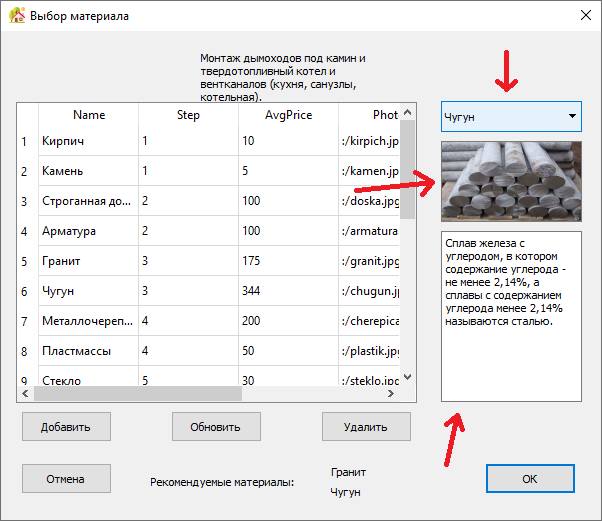 Выбор материала
Монтаж дымоходов под камин и
твердотопливный котел и
вентканалов (кухня, санузлы,
котельная).
Name Step AvgPrice Phot
1 Кирпич 1 10 :/kirpich.jp
2 Камень 1 5 :/kamen.jp
3 Строганная до... 2 100 :/doska.jpg
4 Арматура 2 100 :/armatura
5 Гранит 3 175 :/granit.jpg
6 Чугун 3 344 :/chugun.jp
7 Металлочереп... 4 200 :/cherepica
8 Пластмассы 4 50 :/plastik.jpg
9 Стекло 5 30 :/steklo.jpg
Чугун
Сплав железа с
углеродом, в котором
содержание углерода -
не менее 2,14%, а
сплавы с содержанием
углерода менее 2,14%
называются сталью.
Добавить Обновить Удалить
Отмена Рекомендуемые материалы: Гранит
Чугун
ОК